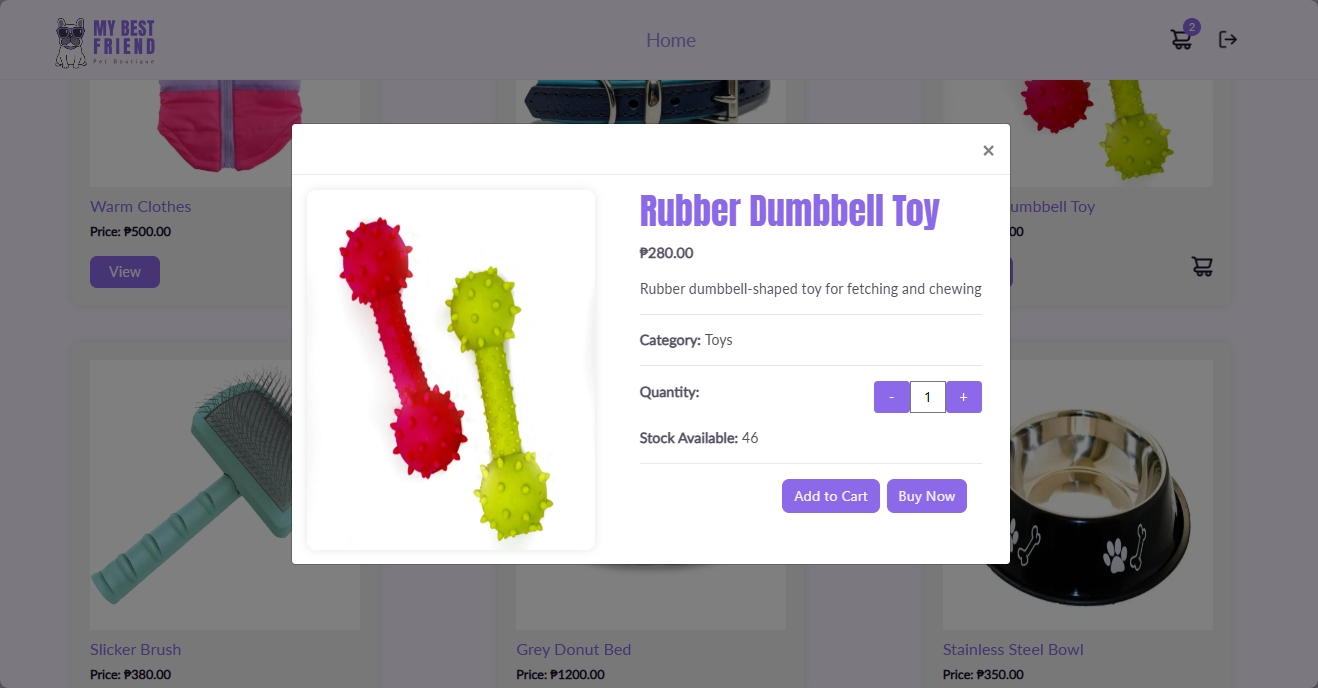 MY BEST
FRIEND
Pet Boutique
Home
2
Warm Clothes
Price: ₱500.00
View
umbbell Toy
00
×
Rubber Dumbbell Toy
₱280.00
Rubber dumbbell-shaped toy for fetching and chewing
Category: Toys
Quantity:
- 1 +
Stock Available: 46
Add to Cart Buy Now
Slicker Brush
Price: ₱380.00
Grey Donut Bed
Price: ₱1200.00
Stainless Steel Bowl
Price: ₱350.00